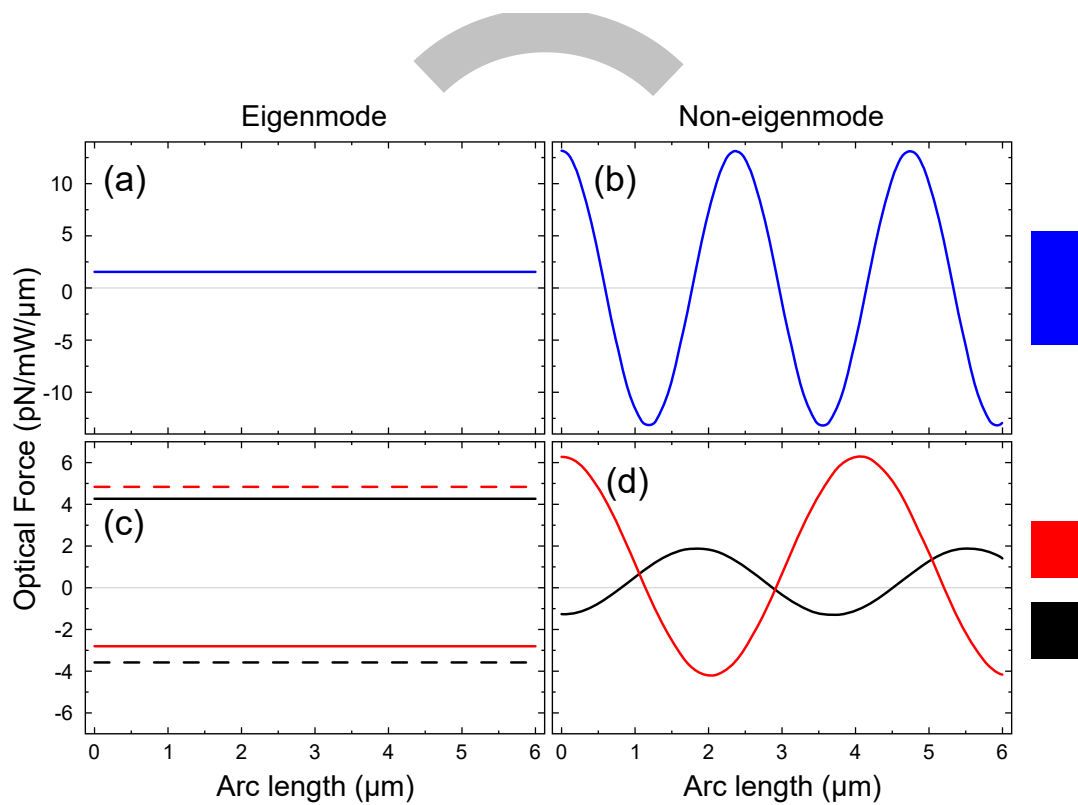 Eigenmode
Non-eigenmode
Optical Force (pN/mW/μm)
(a)
10
5
0
-5
-10
(b)
(c)
6
4
2
0
-2
-4
-6
(d)
0 1 2 3 4 5 6
0 1 2 3 4 5 6
Arc length (μm)
Arc length (μm)